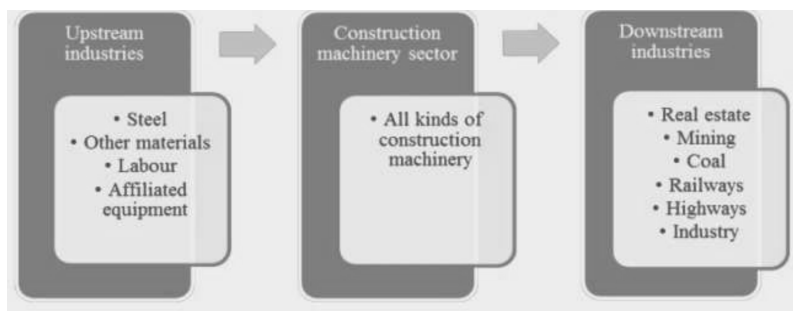 Upstream
industries
• Steel
• Other materials
• Labour
• Affiliated
equipment
Construction
machinery sector
• All kinds of
construction
machinery
Downstream
industries
• Real estate
• Mining
• Coal
• Railways
• Highways
• Industry